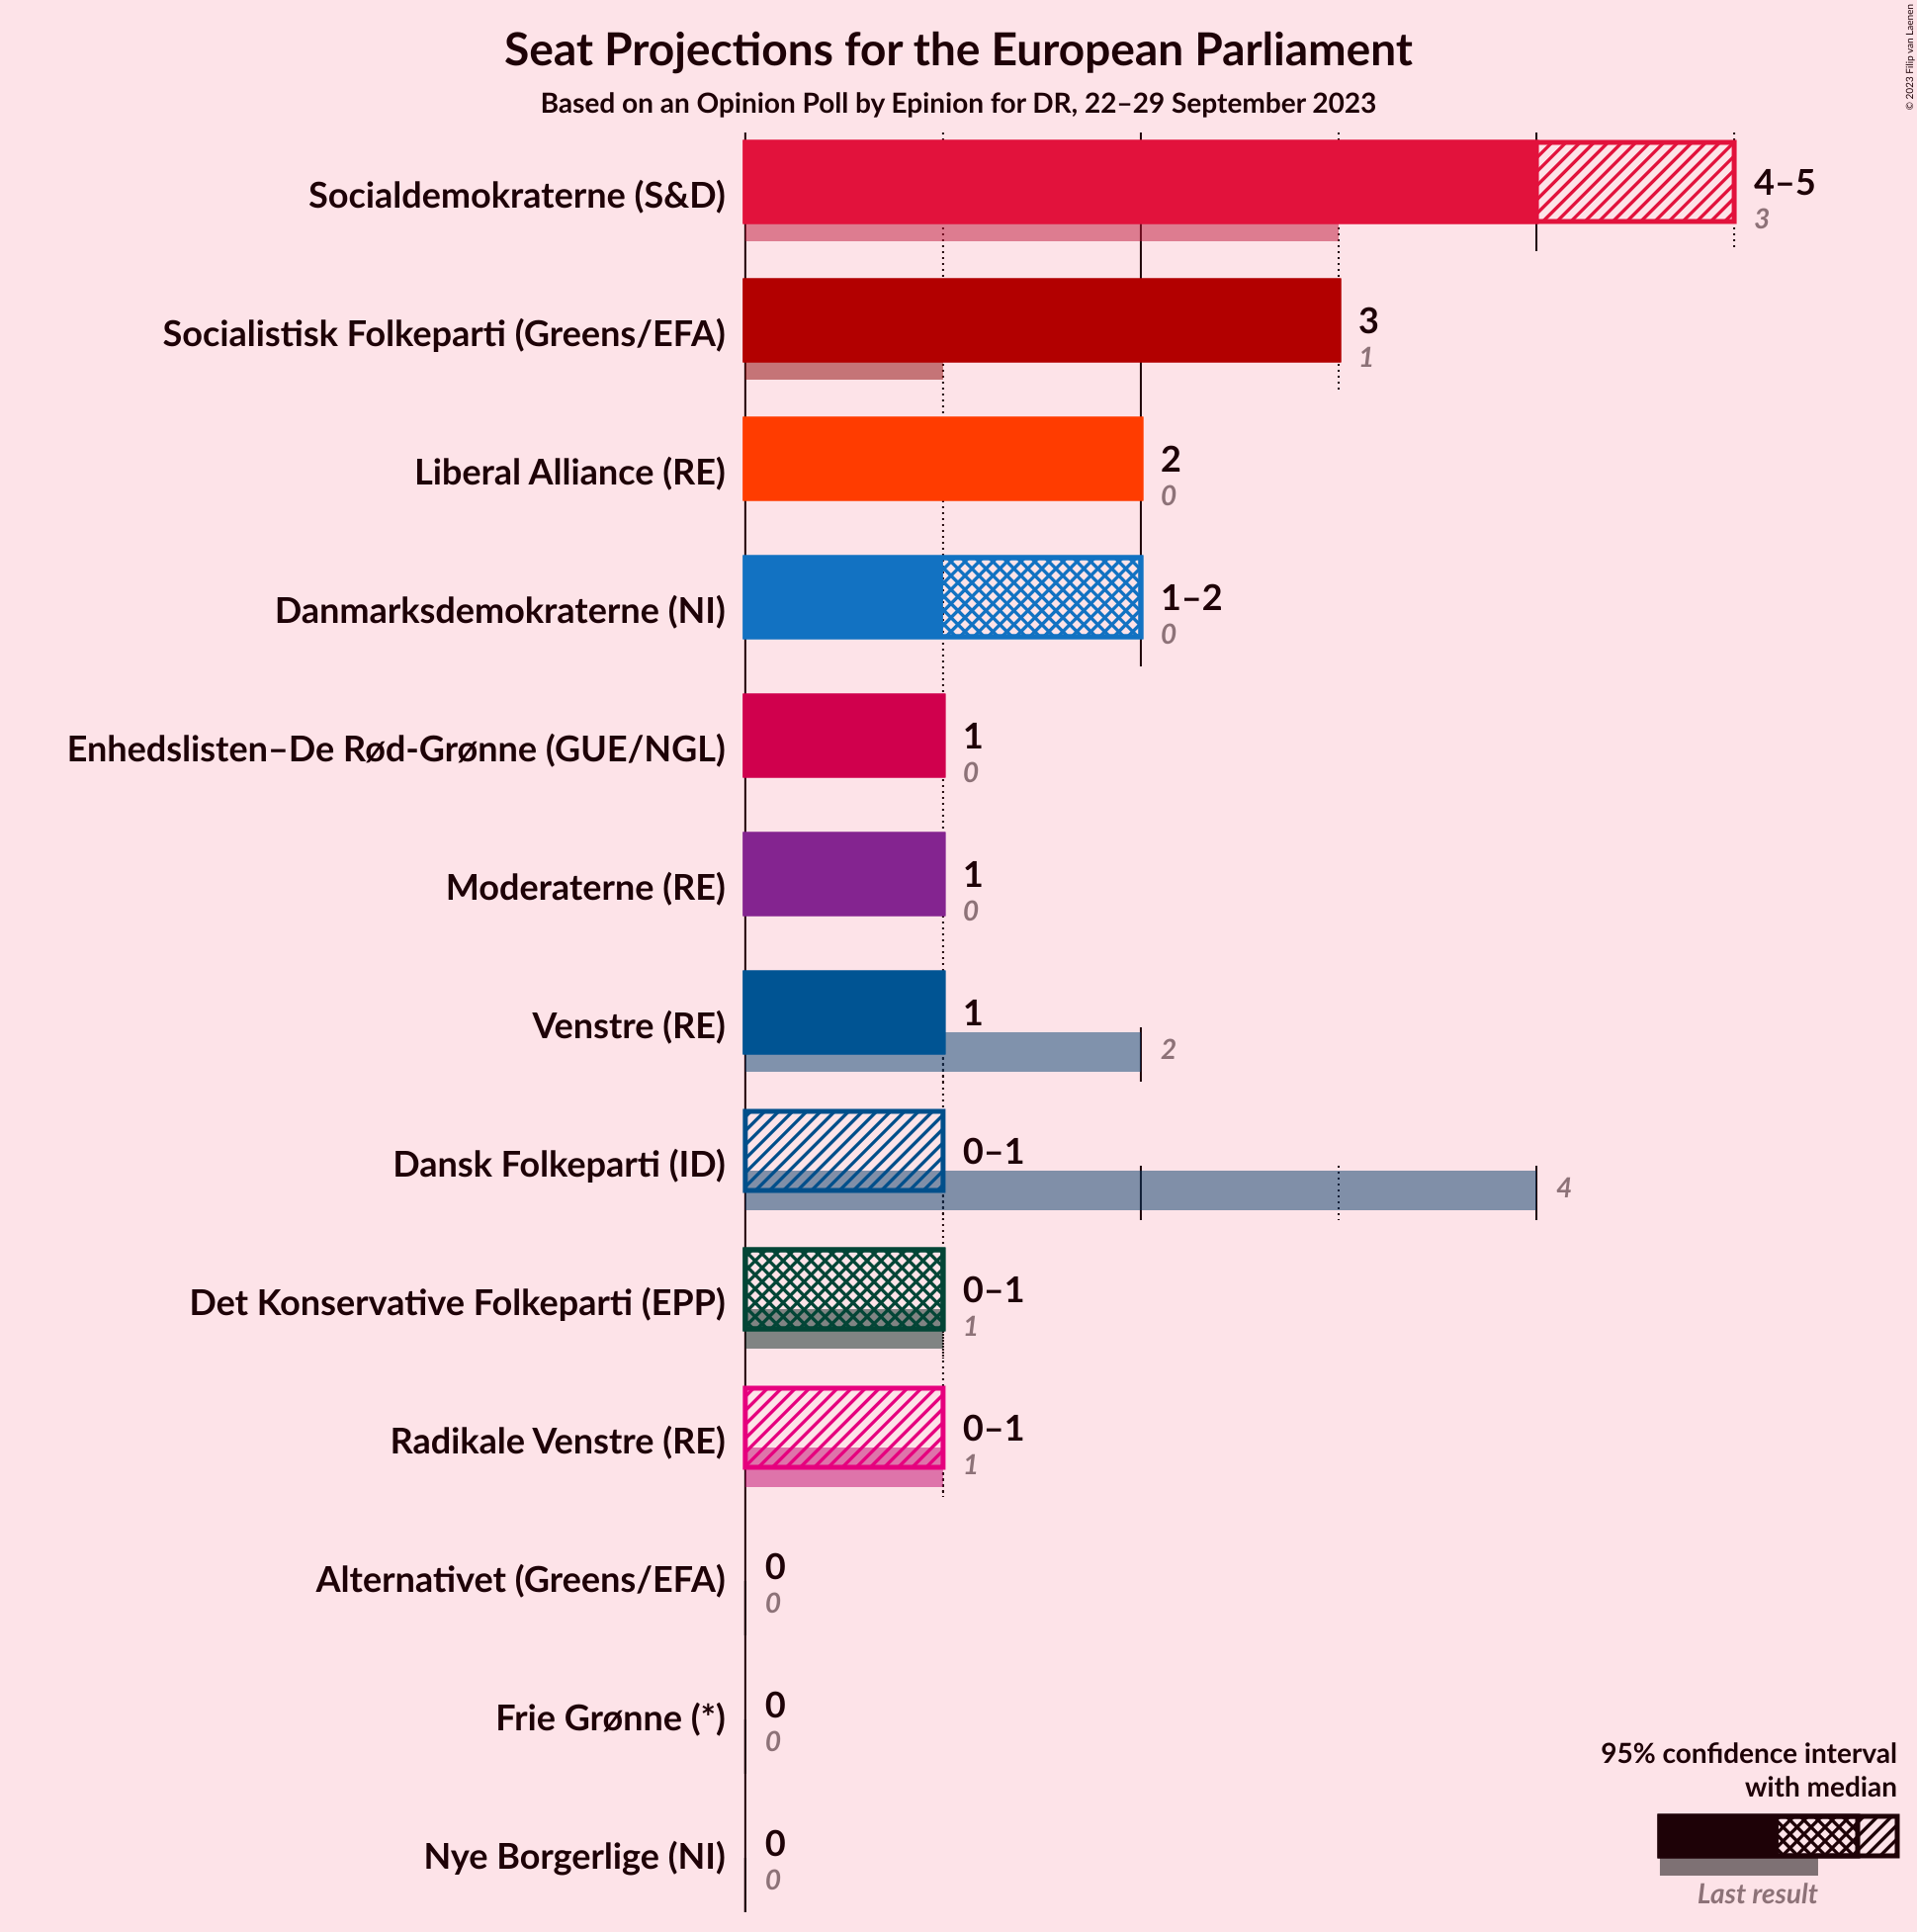 Seat Projections for the European Parliament
Based on an Opinion Poll by Epinion for DR, 22–29 September 2023
© 2023 Filip van Laenen
Socialdemokraterne (S&D)
4–5
3
Socialistisk Folkeparti (Greens/EFA)
3
1
Liberal Alliance (RE)
2
0
Danmarksdemokraterne (NI)
1–2
0
Enhedslisten–De Rød-Grønne (GUE/NGL)
1
0
Moderaterne (RE)
1
0
Venstre (RE)
1
2
Dansk Folkeparti (ID)
0–1
4
Det Konservative Folkeparti (EPP)
0–1
1
Radikale Venstre (RE)
0–1
1
Alternativet (Greens/EFA)
0
0
Frie Grønne (*)
0
0
Nye Borgerlige (NI)
0
0
95% confidence interval
with median
Last result